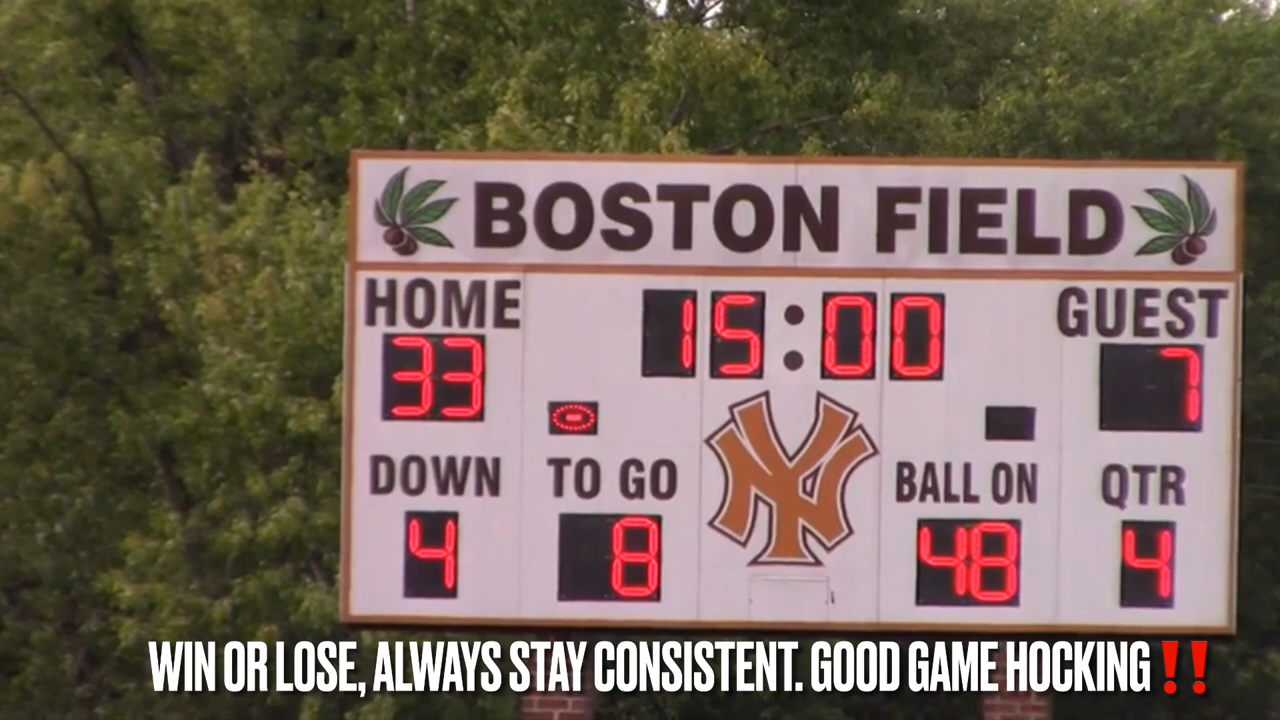 BOSTON FIELD
HOME 15:00 GUEST
33 7
DOWN TO GO NY BALL ON QTR
4 8 48 4
WIN OR LOSE, ALWAYS STAY CONSISTENT. GOOD GAME HOCKING‼️